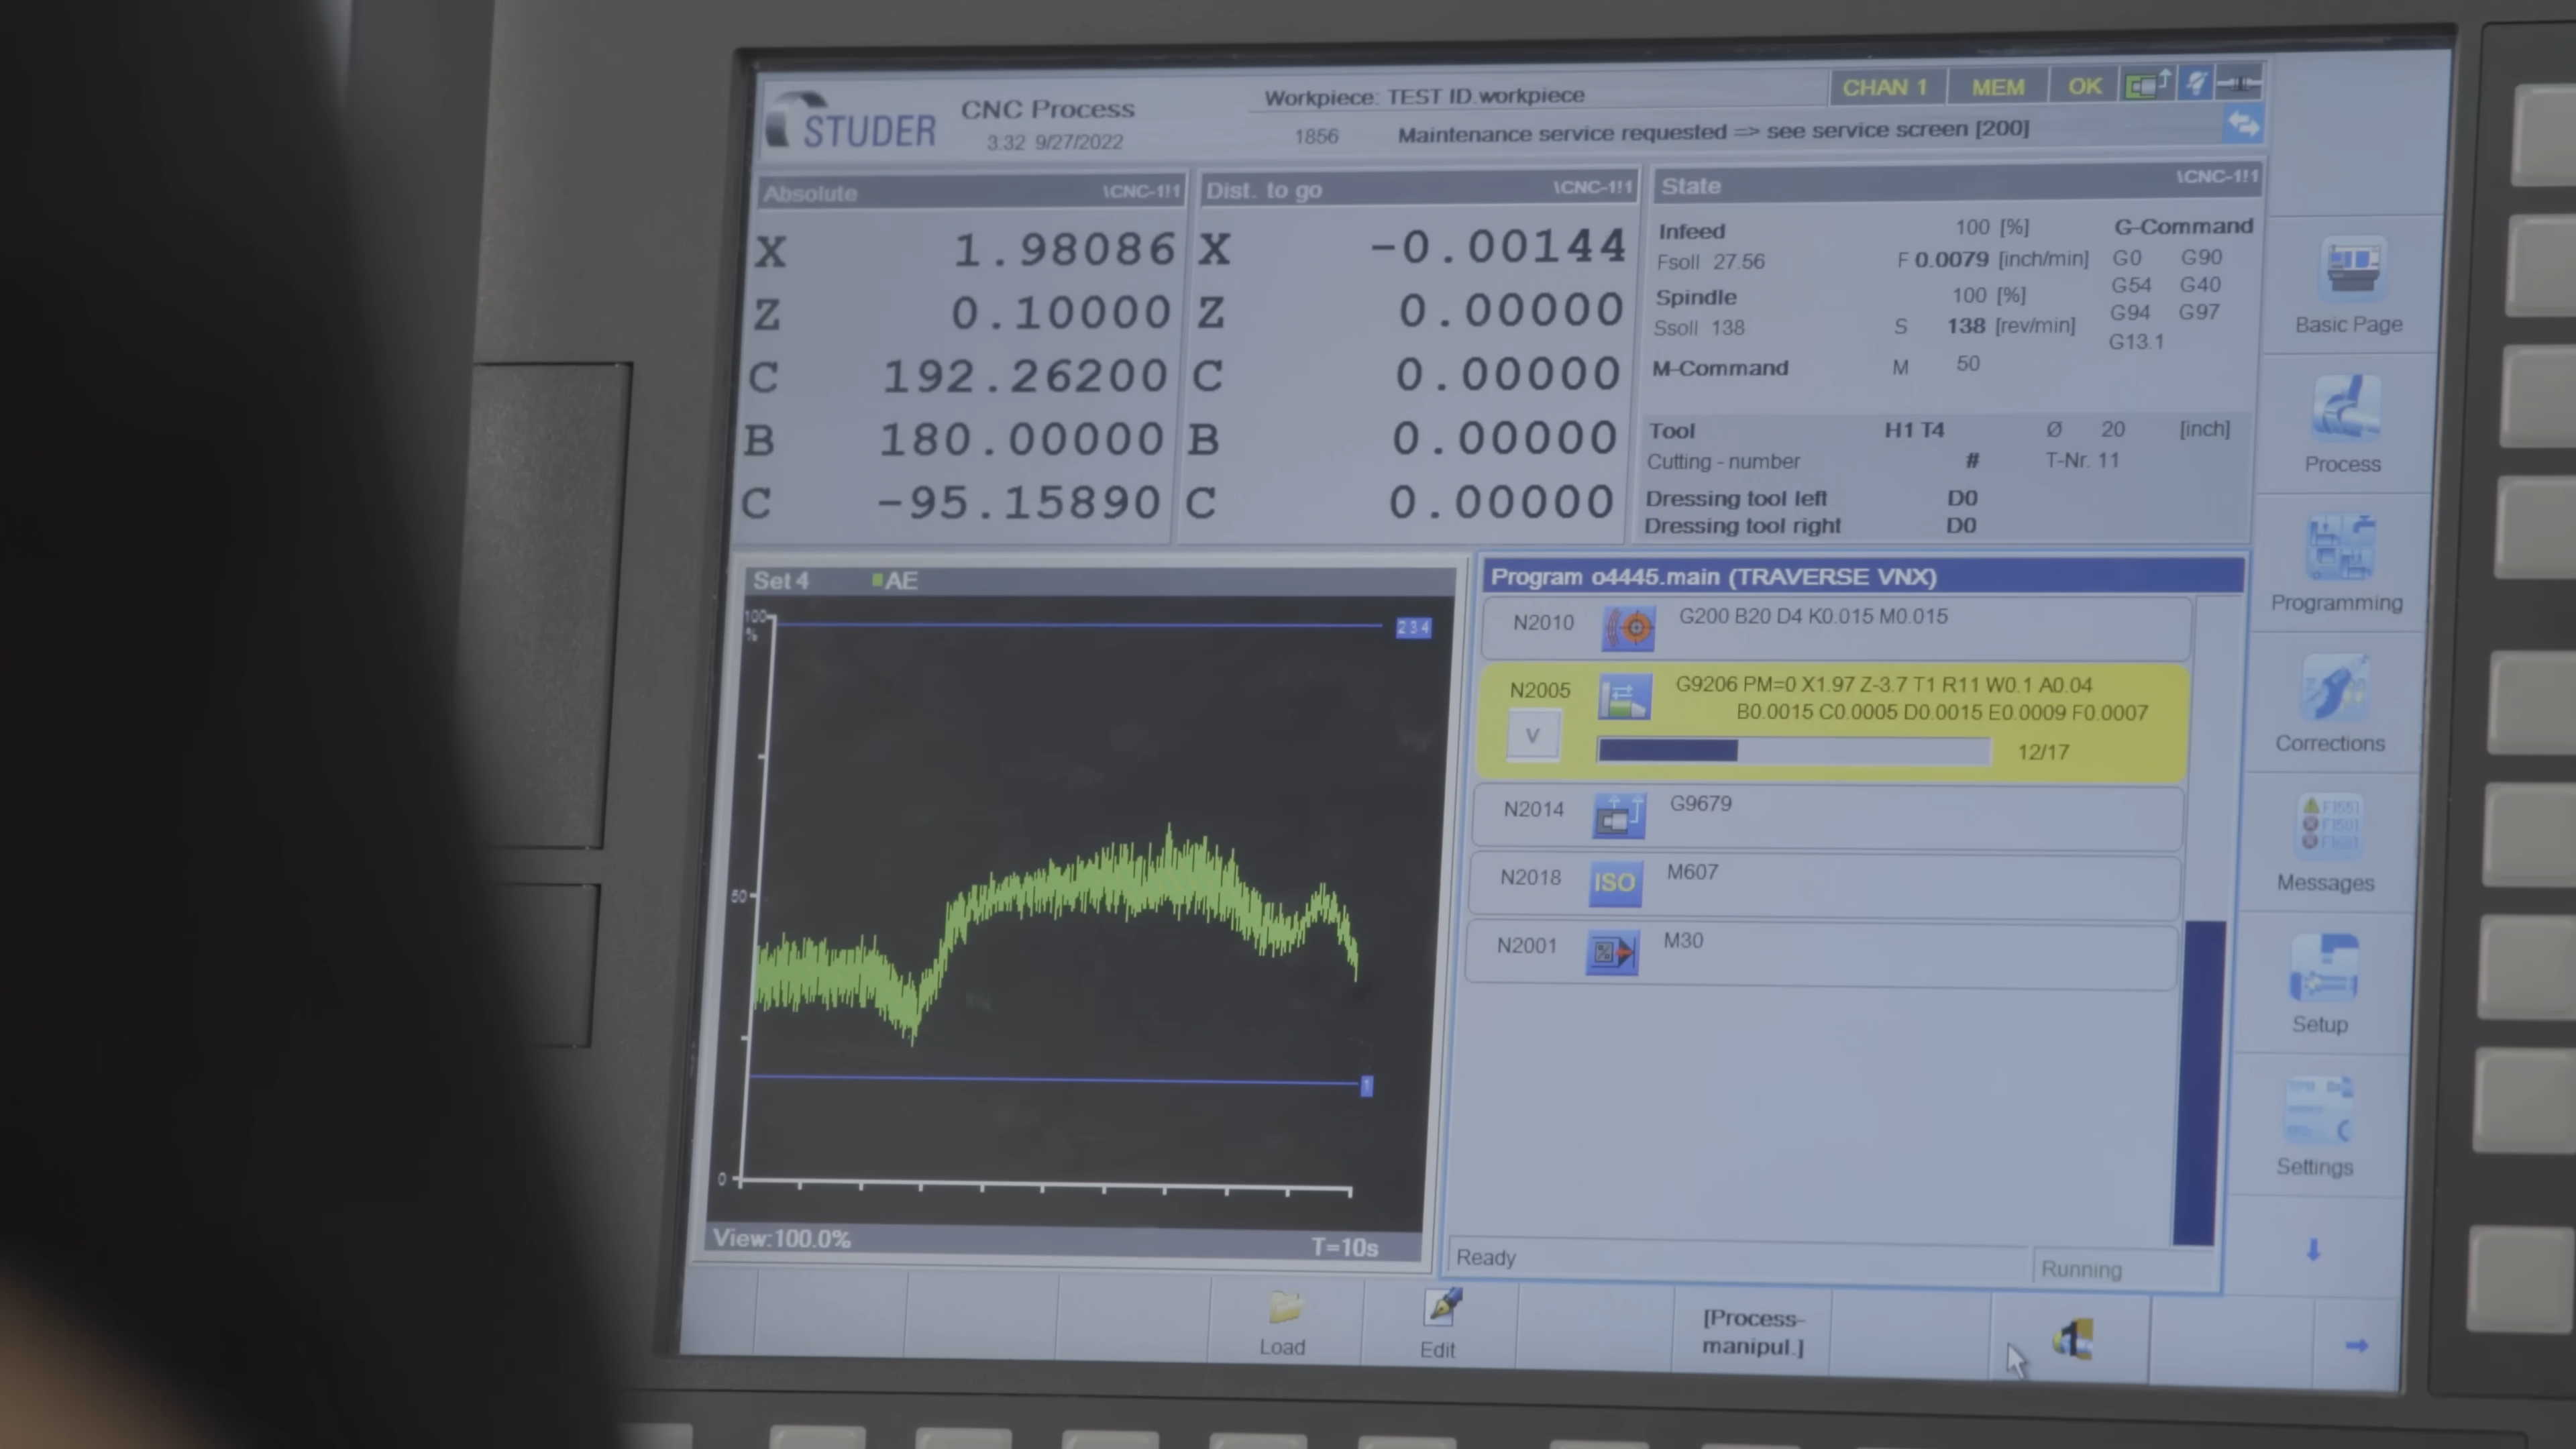 STUDER
CNC Process
3:32 9/27/2022
Workpiece: TEST ID.workpiece
1856 Maintenance service requested => see service screen [200]
CHAN 1 MEM OK
Absolute \CNC-1!1
X 1.98086
Z 0.10000
C 192.26200
B 180.00000
C -95.15890
Dist. to go \CNC-1!1
X -0.00144
Z 0.00000
C 0.00000
B 0.00000
C 0.00000
State \CNC-1!1
Infeed 100 [%] G-Command
Fsoll 27.56 F 0.0079 [inch/min] G0 G90
G54 G40
Spindle 100 [%]
G94 G97
Ssoll 138 S 138 [rev/min]
G13.1
M-Command M 50
Tool H1 T4 Ø 20 [inch]
Cutting - number # T-Nr. 11
Dressing tool left D0
Dressing tool right D0
Set 4 AE
100
%
2 3 4
50
1
0
View:100.0% T=10s
Program o4445.main (TRAVERSE VNX)
N2010 G200 B20 D4 K0.015 M0.015
N2005 G9206 PM=0 X1.97 Z-3.7 T1 R11 W0.1 A0.04
B0.0015 C0.0005 D0.0015 E0.0009 F0.0007
V 12/17
N2014 G9679
N2018 ISO M607
N2001 M30
Ready Running
Basic Page
Process
Programming
Corrections
Messages
Setup
Settings
Load
Edit
[Process-
manipul.]